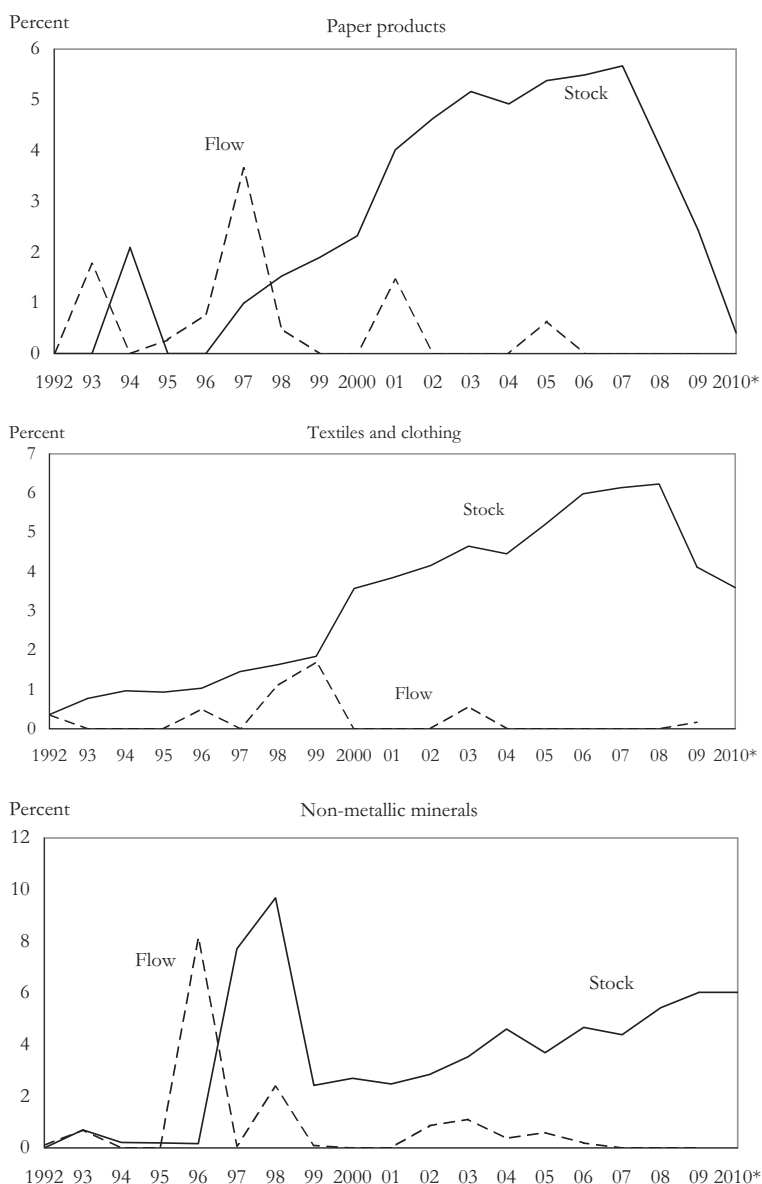 Percent
Paper products
6
5
Stock
Flow
4
3
2
1
0
1992 93 94 95 96 97 98 99 2000 01 02 03 04 05 06 07 08 09 2010*
Percent
Textiles and clothing
7
6
Stock
5
4
3
2
Flow
1
0
1992 93 94 95 96 97 98 99 2000 01 02 03 04 05 06 07 08 09 2010*
Percent
Non-metallic minerals
12
10
8
Flow
Stock
6
4
2
0
1992 93 94 95 96 97 98 99 2000 01 02 03 04 05 06 07 08 09 2010*